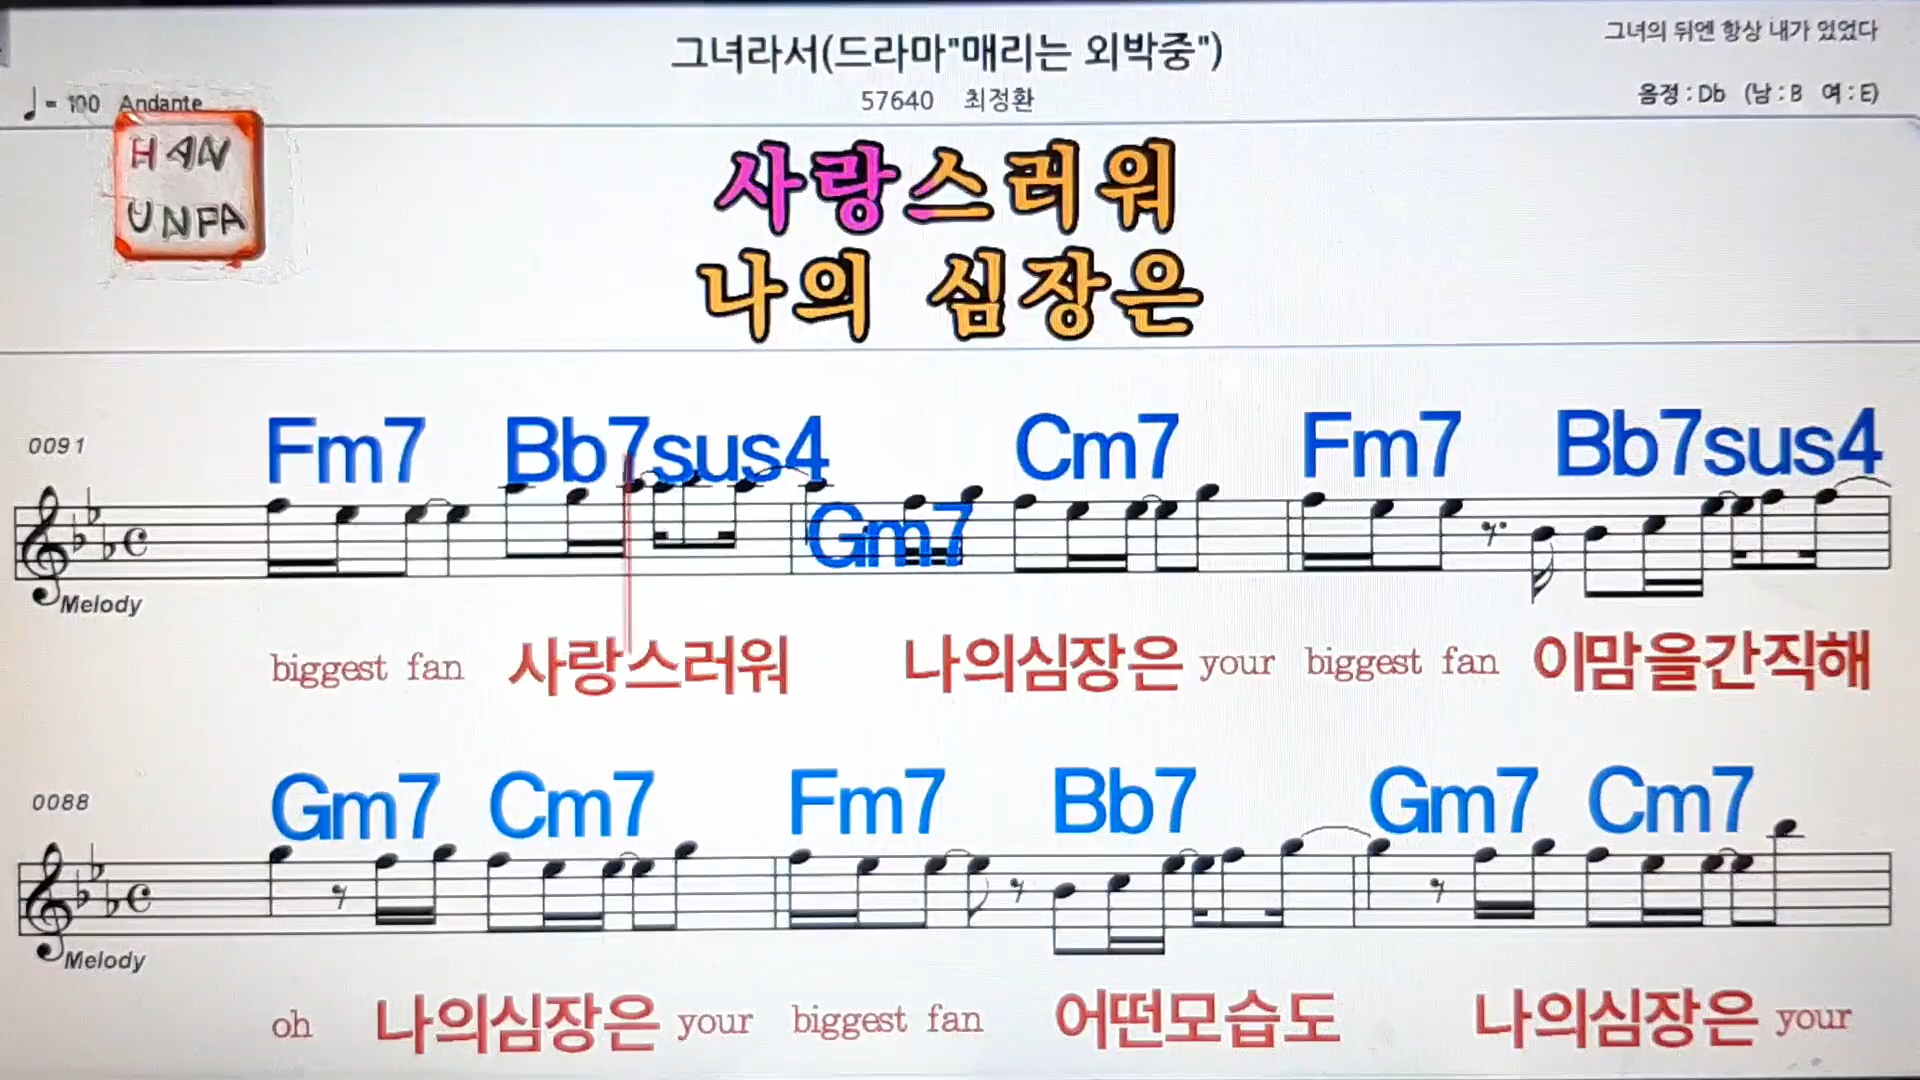 그녀라서(드라마"매리는 외박중")
그녀의 뒤엔 항상 내가 있었다
♩= 100 Andante
57640 최정환
음정 : Db (남 : B 여 : E)
HAN
UNFA
사랑스러워
나의 심장은
0091
Fm7 Bb7sus4 Gm7 Cm7 Fm7 Bb7sus4
Melody
biggest fan 사랑스러워 나의심장은 your biggest fan 이맘을간직해
0088
Gm7 Cm7 Fm7 Bb7 Gm7 Cm7
Melody
oh 나의심장은 your biggest fan 어떤모습도 나의심장은 your